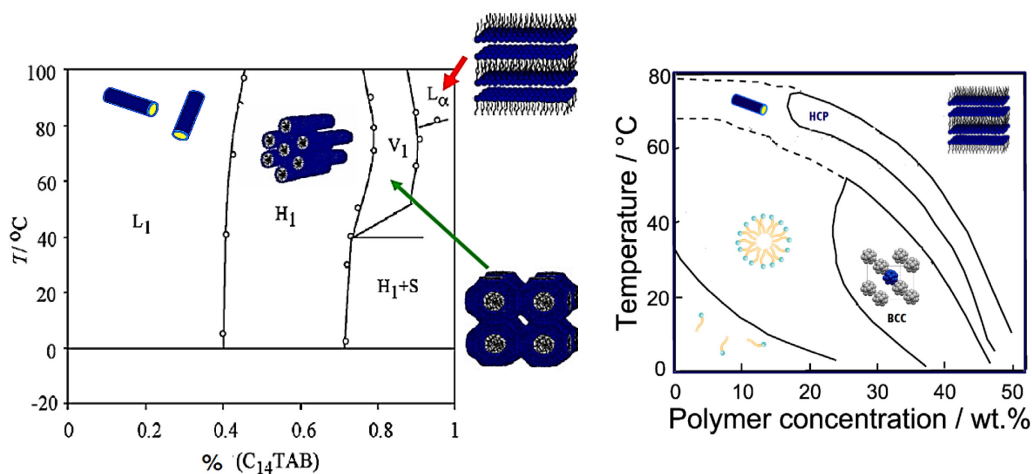 100
80
60
40
20
0
-20
T/ °C
0
0.2
0.4
0.6
0.8
1
% (C₁₄TAB)
L₁
H₁
V₁
Lα
H₁+S
80
60
40
20
0
Temperature / °C
0
10
20
30
40
50
Polymer concentration / wt.%
HCP
BCC